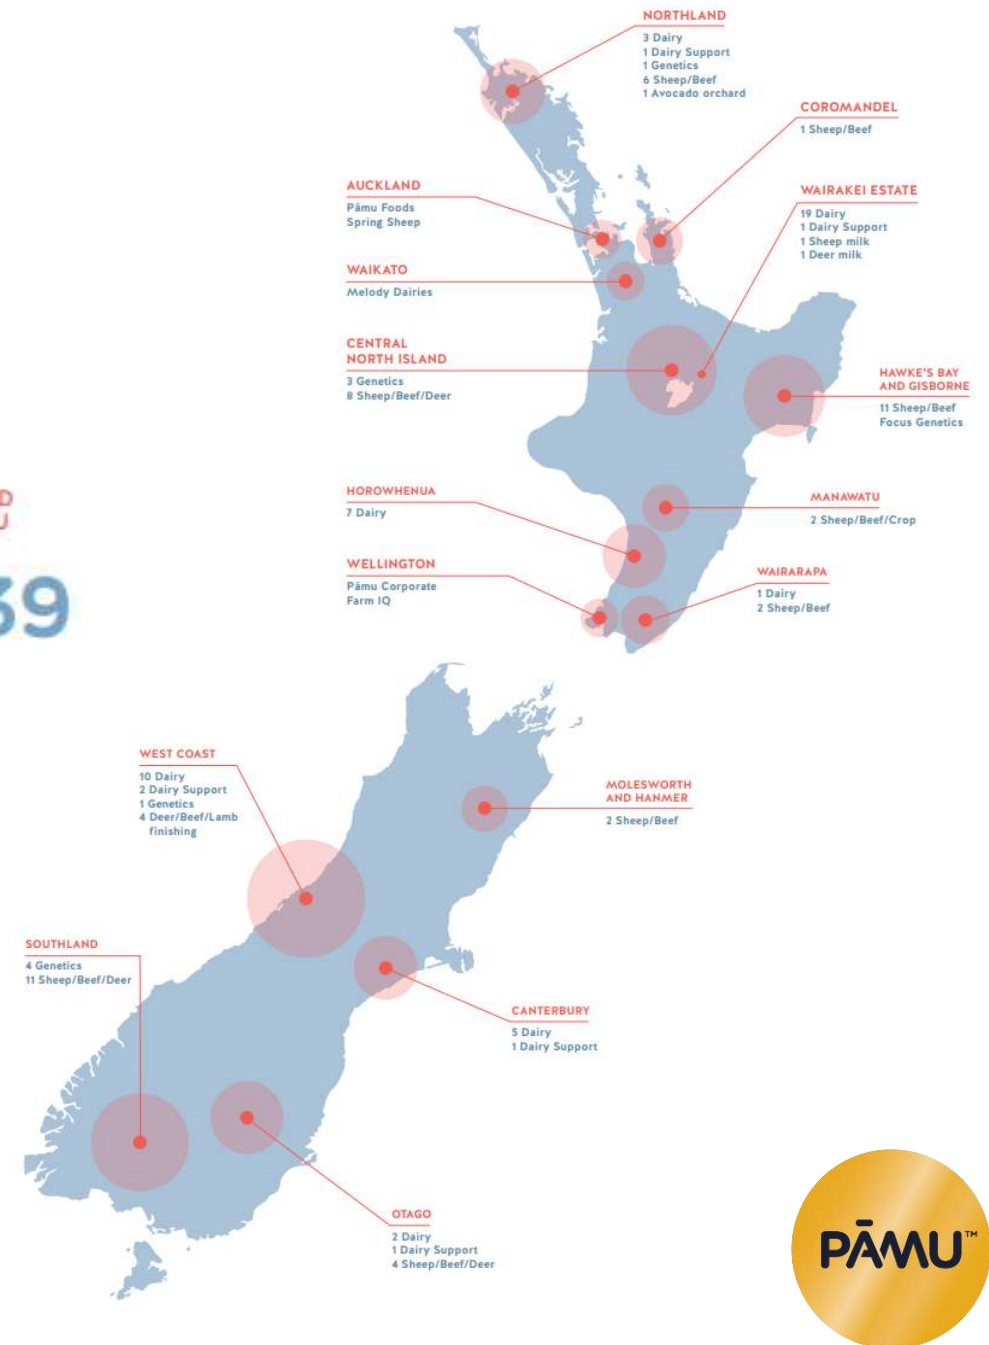 NORTHLAND
3 Dairy
1 Dairy Support
1 Genetics
6 Sheep/Beef
1 Avocado orchard
COROMANDEL
1 Sheep/Beef
AUCKLAND
Pāmu Foods
Spring Sheep
WAIRAKEI ESTATE
19 Dairy
1 Dairy Support
1 Sheep milk
1 Deer milk
WAIKATO
Melody Dairies
CENTRAL
NORTH ISLAND
3 Genetics
8 Sheep/Beef/Deer
HAWKE'S BAY
AND GISBORNE
11 Sheep/Beef
Focus Genetics
HOROWHENUA
7 Dairy
MANAWATU
2 Sheep/Beef/Crop
WELLINGTON
Pāmu Corporate
Farm IQ
WAIRARAPA
1 Dairy
2 Sheep/Beef
39
WEST COAST
10 Dairy
2 Dairy Support
1 Genetics
4 Deer/Beef/Lamb
finishing
MOLESWORTH
AND HANMER
2 Sheep/Beef
SOUTHLAND
4 Genetics
11 Sheep/Beef/Deer
CANTERBURY
5 Dairy
1 Dairy Support
OTAGO
2 Dairy
1 Dairy Support
4 Sheep/Beef/Deer
PĀMU™